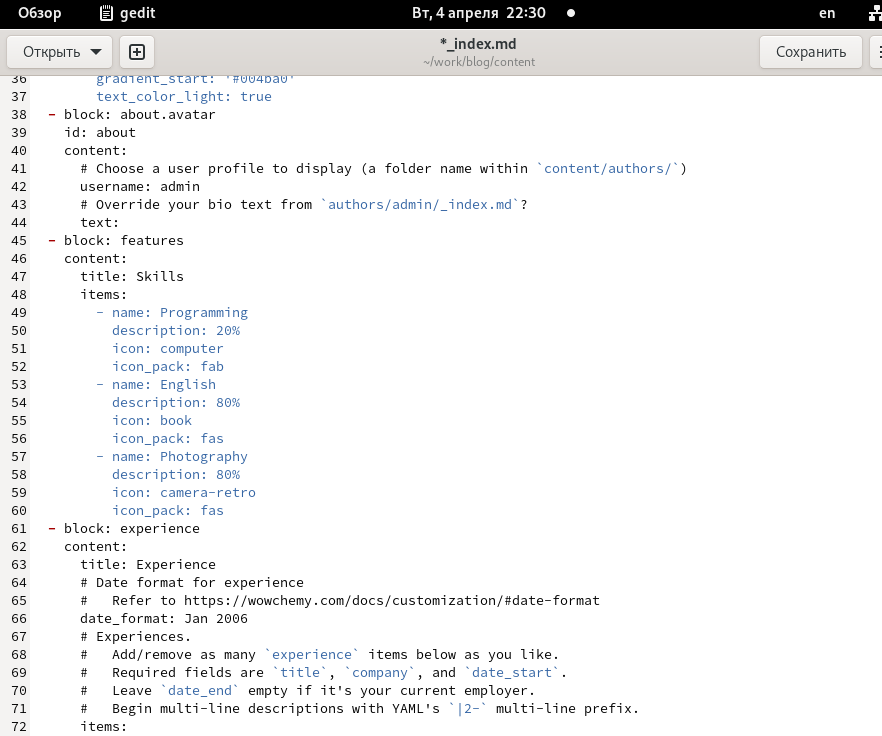 Обзор gedit Вт, 4 апреля 22:30 en
Открыть *_index.md Сохранить
~/work/blog/content
36 gradient_start: '#004ba0'
37 text_color_light: true
38 - block: about.avatar
39 id: about
40 content:
41 # Choose a user profile to display (a folder name within `content/authors/`)
42 username: admin
43 # Override your bio text from `authors/admin/_index.md`?
44 text:
45 - block: features
46 content:
47 title: Skills
48 items:
49 - name: Programming
50 description: 20%
51 icon: computer
52 icon_pack: fab
53 - name: English
54 description: 80%
55 icon: book
56 icon_pack: fas
57 - name: Photography
58 description: 80%
59 icon: camera-retro
60 icon_pack: fas
61 - block: experience
62 content:
63 title: Experience
64 # Date format for experience
65 #   Refer to https://wowchemy.com/docs/customization/#date-format
66 date_format: Jan 2006
67 # Experiences.
68 #   Add/remove as many `experience` items below as you like.
69 #   Required fields are `title`, `company`, and `date_start`.
70 #   Leave `date_end` empty if it's your current employer.
71 #   Begin multi-line descriptions with YAML's `|2-` multi-line prefix.
72 items: